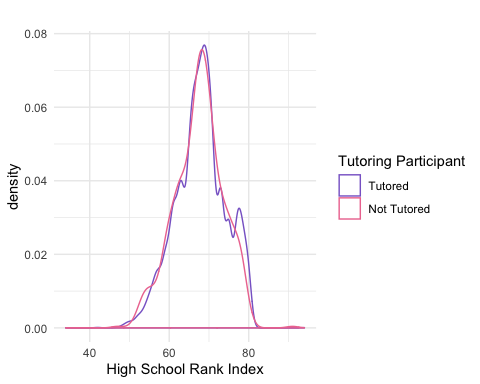 0.08
0.06
0.04
0.02
0.00
density
40 60 80
High School Rank Index
Tutoring Participant
Tutored
Not Tutored